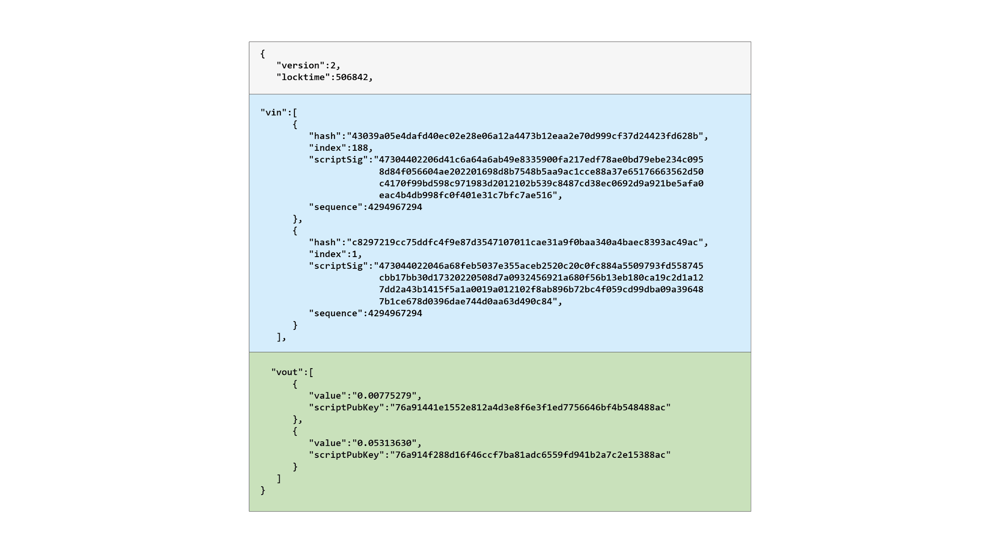 {
"version":2,
"locktime":506842,
"vin":[
{
"hash":"43039a05e4dafd40ec02e28e06a12a4473b12eaa2e70d999cf37d24423fd628b",
"index":188,
"scriptSig":"47304402206d41c6a64a6ab49e8335900fa217edf78ae0bd79ebe234c095
8d84f056604ae202201698d8b7548b5aa9ac1cce88a37e65176663562d50
c4170f99bd598c971983d2012102b539c8487cd38ec0692d9a921be5afa0
eac4b4db998fc0f401e31c7bfc7ae516",
"sequence":4294967294
},
{
"hash":"c8297219cc75ddfc4f9e87d3547107011cae31a9f0baa340a4baec8393ac49ac",
"index":1,
"scriptSig":"473044022046a68feb5037e355aceb2520c20c0fc884a5509793fd558745
cbb17bb30d17320220508d7a0932456921a680f56b13eb180ca19c2d1a12
7dd2a43b1415f5a1a0019a012102f8ab896b72bc4f059cd99dba09a39648
7b1ce678d0396dae744d0aa63d490c84",
"sequence":4294967294
}
],
"vout":[
{
"value":"0.00775279",
"scriptPubKey":"76a91441e1552e812a4d3e8f6e3f1ed7756646bf4b548488ac"
},
{
"value":"0.05313630",
"scriptPubKey":"76a914f288d16f46ccf7ba81adc6559fd941b2a7c2e15388ac"
}
]
}